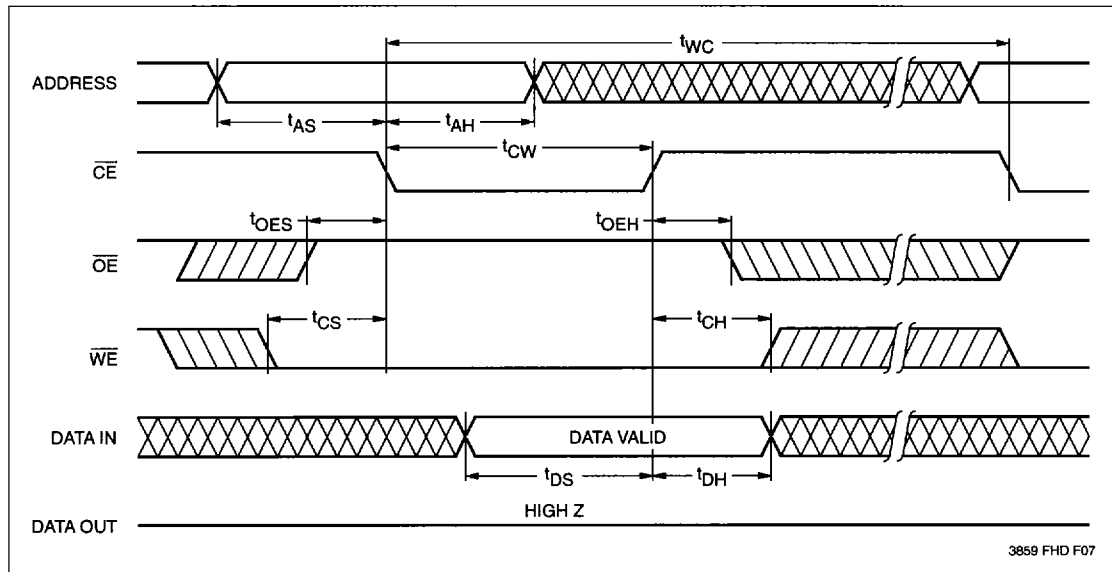 tWC
ADDRESS
tAS
tAH
tCW
CE
tOES
tOEH
OE
tCS
tCH
WE
DATA IN
DATA VALID
tDS
tDH
HIGH Z
DATA OUT
3859 FHD F07